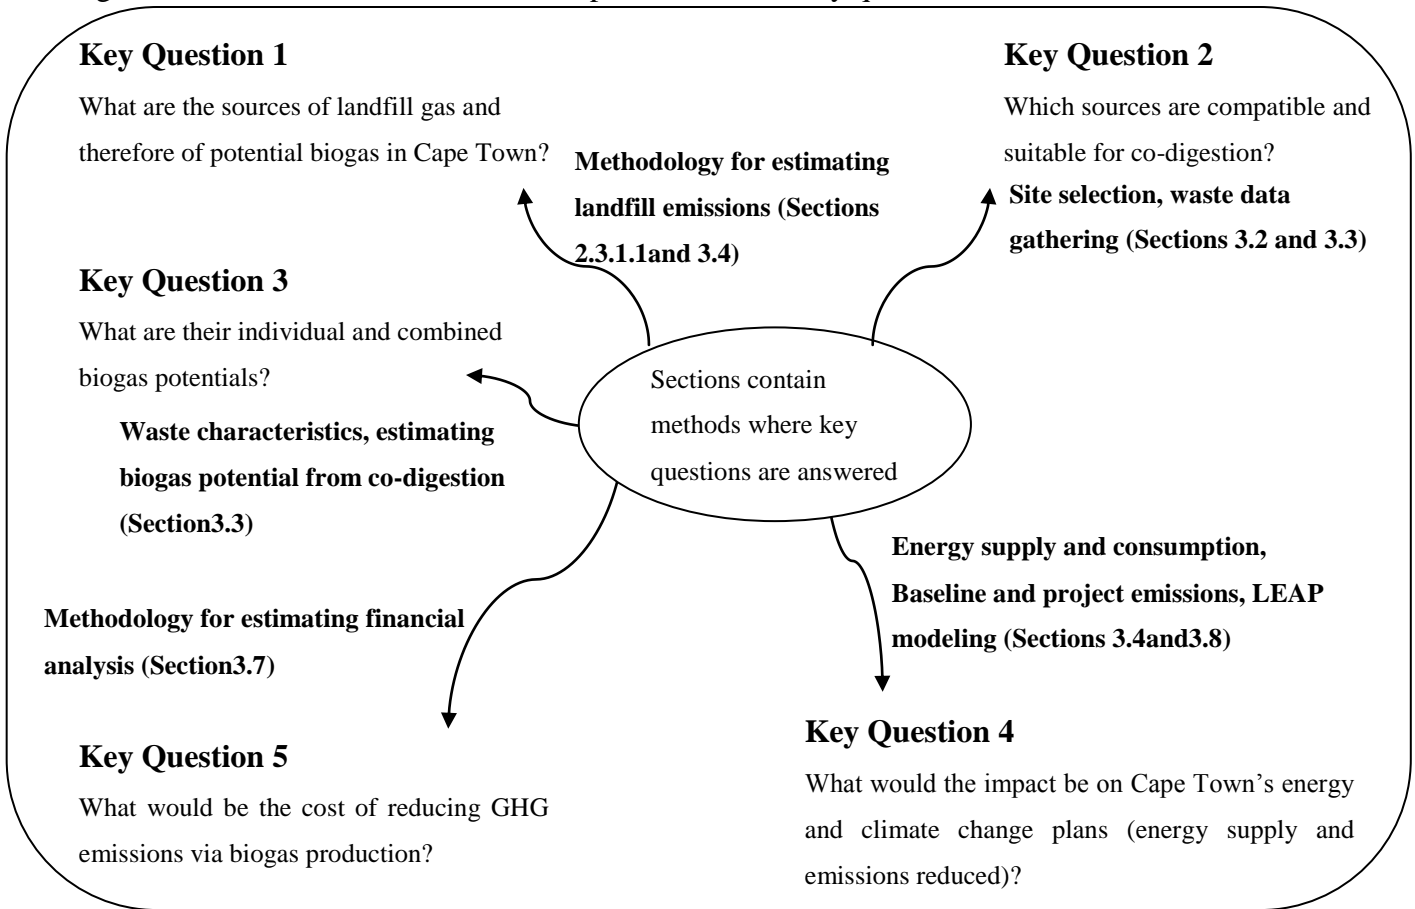 Key Question 1
What are the sources of landfill gas and
therefore of potential biogas in Cape Town?
Methodology for estimating
landfill emissions (Sections
2.3.1.1and 3.4)
Key Question 2
Which sources are compatible and
suitable for co-digestion?
Site selection, waste data
gathering (Sections 3.2 and 3.3)
Key Question 3
What are their individual and combined
biogas potentials?
Waste characteristics, estimating
biogas potential from co-digestion
(Section3.3)
Sections contain
methods where key
questions are answered
Methodology for estimating financial
analysis (Section3.7)
Energy supply and consumption,
Baseline and project emissions, LEAP
modeling (Sections 3.4and3.8)
Key Question 5
What would be the cost of reducing GHG
emissions via biogas production?
Key Question 4
What would the impact be on Cape Town’s energy
and climate change plans (energy supply and
emissions reduced)?